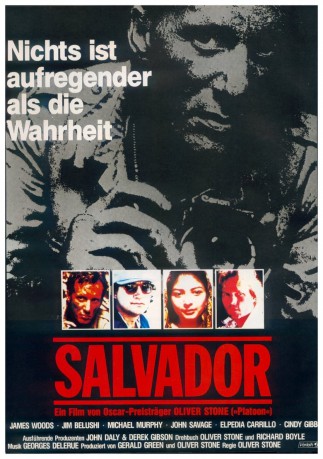 Nichts ist
aufregender
als die
Wahrheit
SALVADOR
Ein Film von Oscar-Preisträger OLIVER STONE («Platoon»)
JAMES WOODS · JIM BELUSHI · MICHAEL MURPHY · JOHN SAVAGE · ELPEDIA CARRILLO · CINDY GIBB
Ausführende Produzenten JOHN DALY & DEREK GIBSON Drehbuch OLIVER STONE und RICHARD BOYLE
Musik GEORGES DELERUE Produziert von GERALD GREEN und OLIVER STONE Regie OLIVER STONE